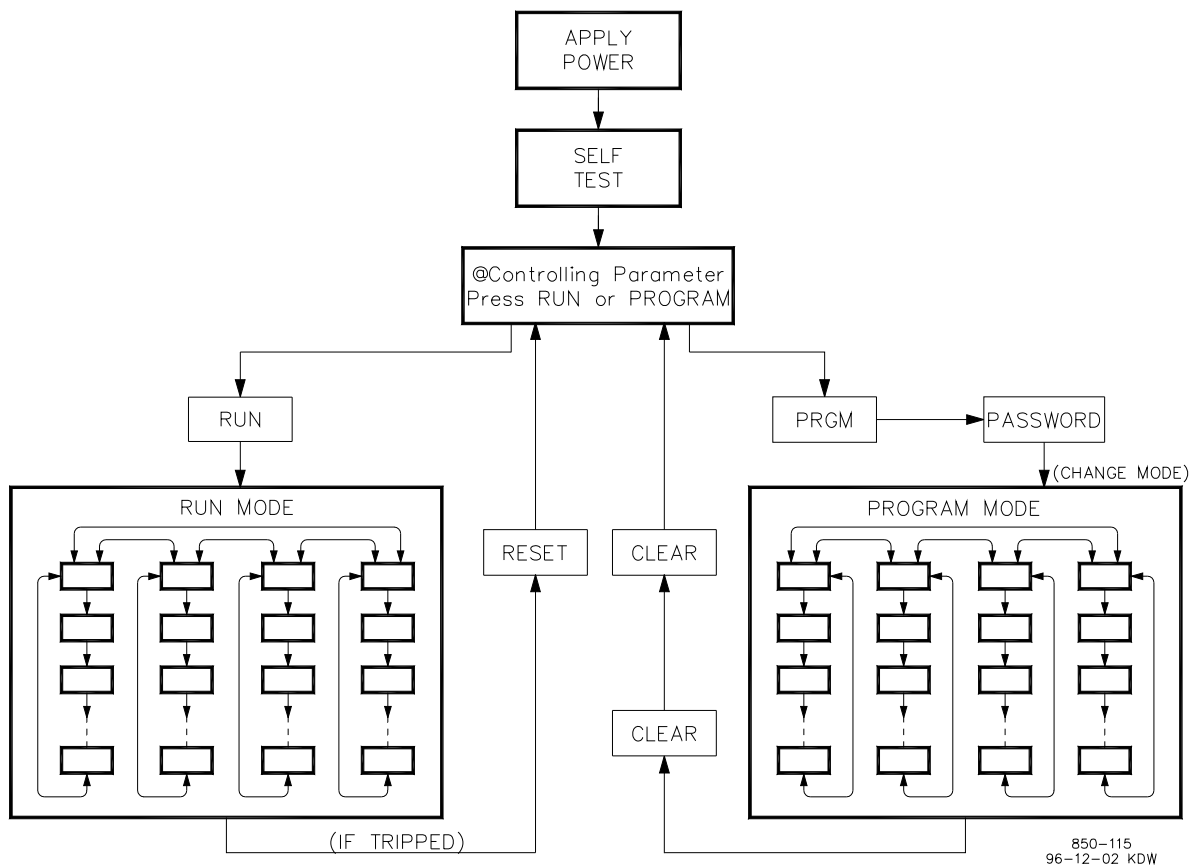 APPLY
POWER
SELF
TEST
@Controlling Parameter
Press RUN or PROGRAM
RUN
PRGM
PASSWORD
(CHANGE MODE)
RUN MODE
PROGRAM MODE
RESET
CLEAR
CLEAR
(IF TRIPPED)
850-115
96-12-02 KDW